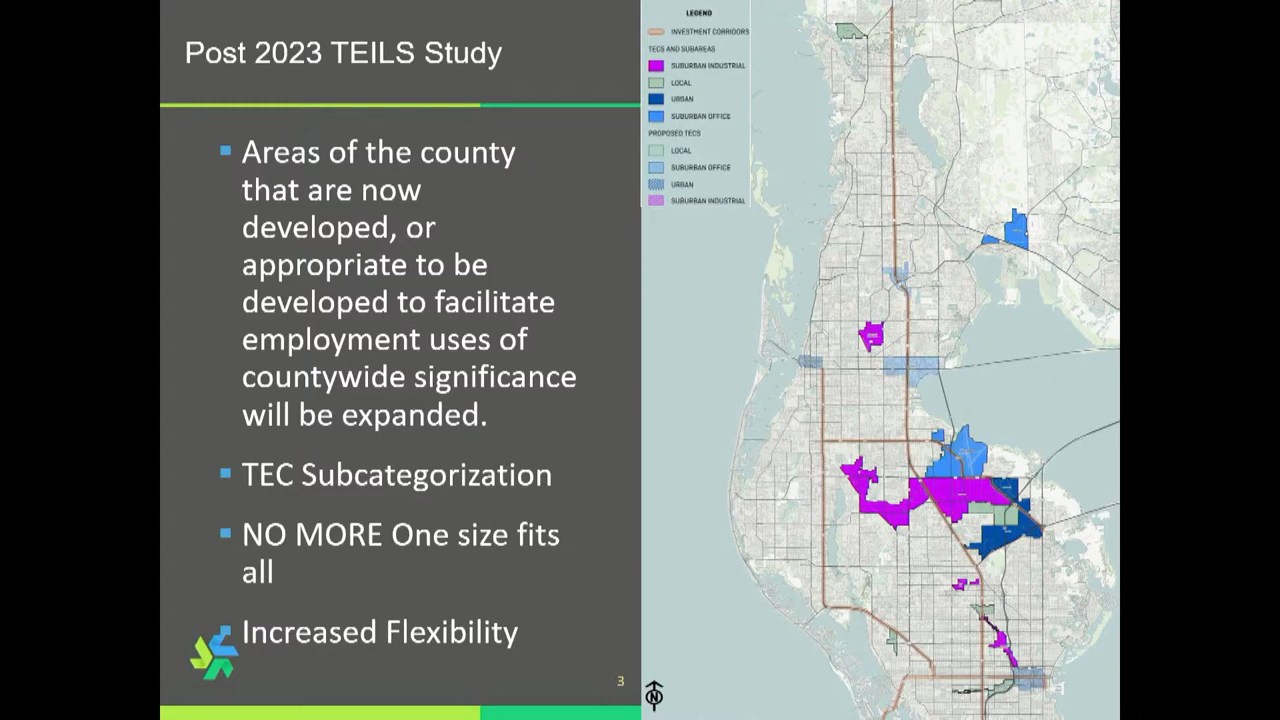 Post 2023 TEILS Study
Areas of the county
that are now
developed, or
appropriate to be
developed to facilitate
employment uses of
countywide significance
will be expanded.
TEC Subcategorization
NO MORE One size fits
all
Increased Flexibility
3
LEGEND
INVESTMENT CORRIDORS
TECS AND SUBAREAS
SUBURBAN INDUSTRIAL
LOCAL
URBAN
SUBURBAN OFFICE
PROPOSED TECS
LOCAL
SUBURBAN OFFICE
URBAN
SUBURBAN INDUSTRIAL
N